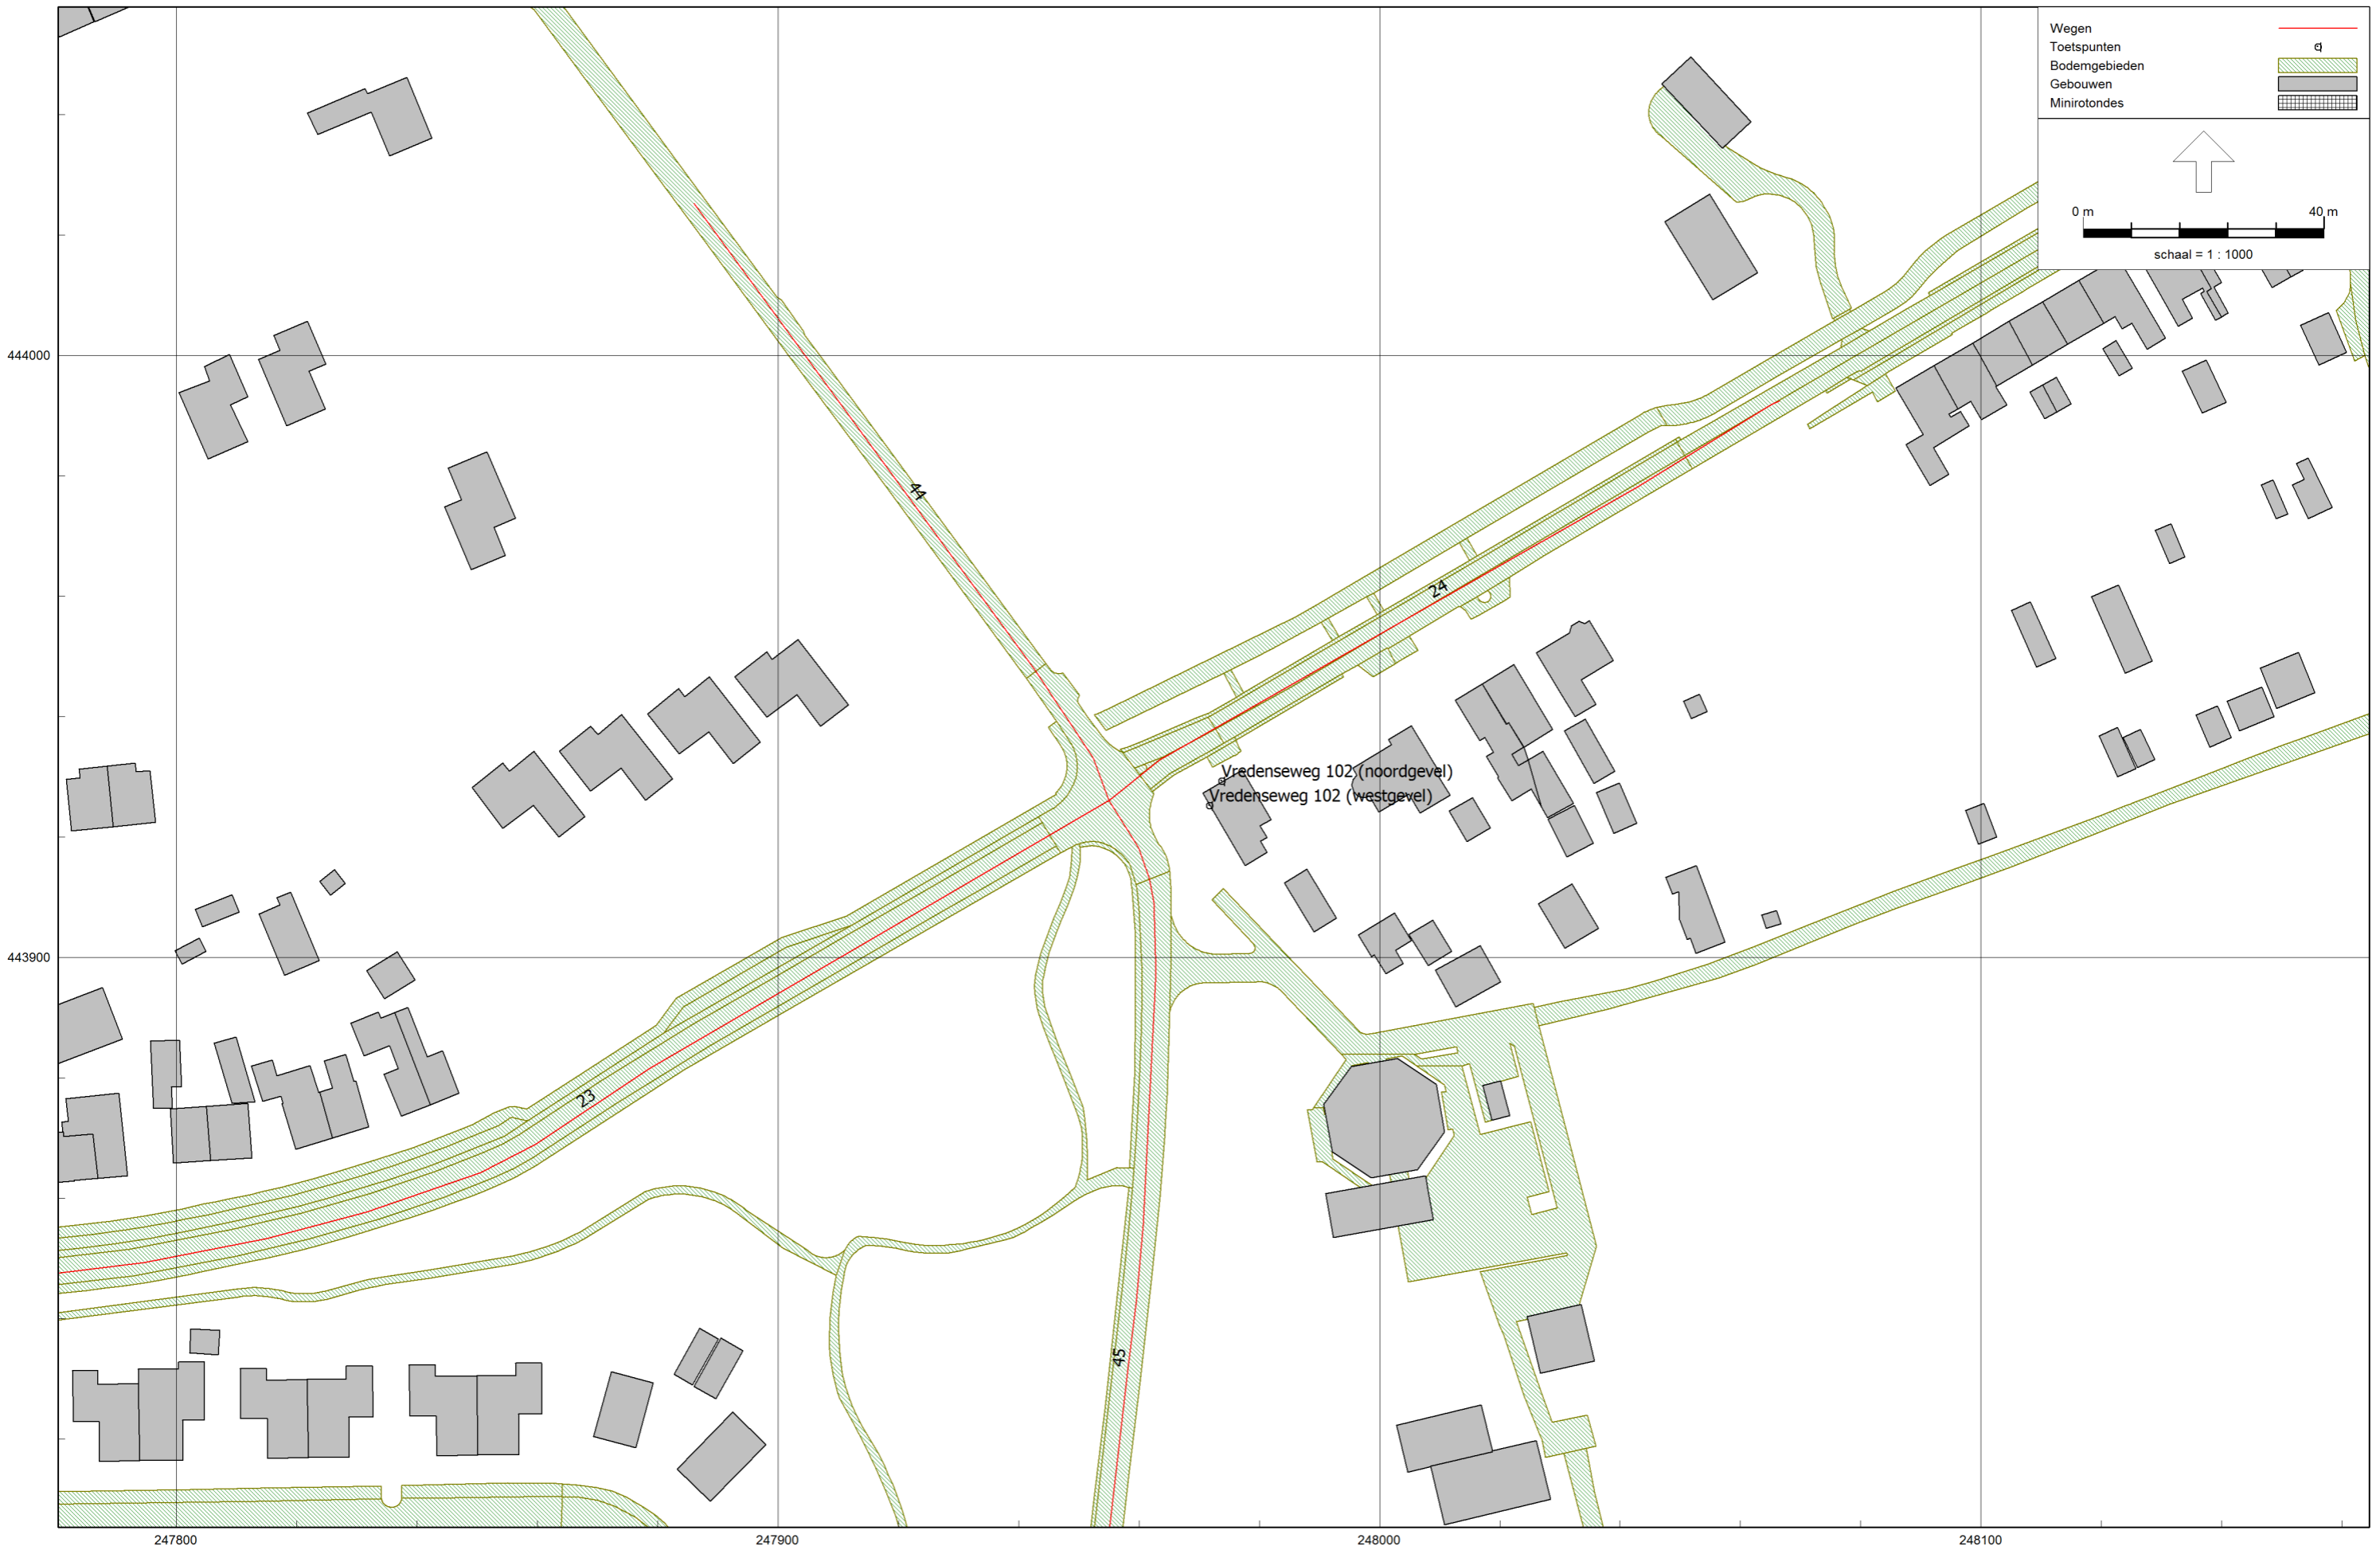 Wegen
Toetspunten
Bodemgebieden
Gebouwen
Minirotondes
0 m 40 m
schaal = 1 : 1000
444000
44
24
Vredenseweg 102 (noordgevel)
Vredenseweg 102 (westgevel)
443900
23
45
247800 247900 248000 248100